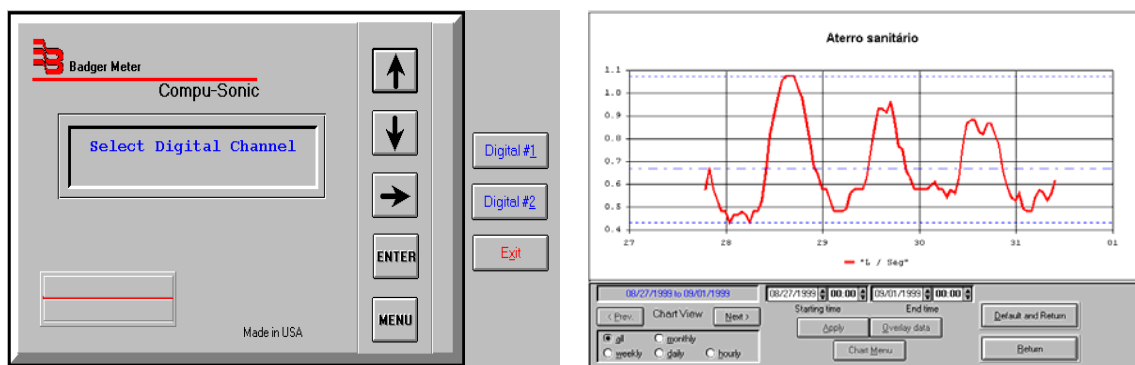 Badger Meter
Compu-Sonic
Select Digital Channel
ENTER
MENU
Made in USA
Digital #1
Digital #2
Exit
Aterro sanitário
1.1
1.0
0.9
0.8
0.7
0.6
0.5
0.4
27 28 29 30 31 01
"L / Seg"
08/27/1999 to 09/01/1999
08/27/1999 00:00 09/01/1999 00:00
Starting time End time
< Prev. Chart View Next >
Apply Overlay data
Default and Return
all monthly
weekly daily hourly
Chart Menu
Return